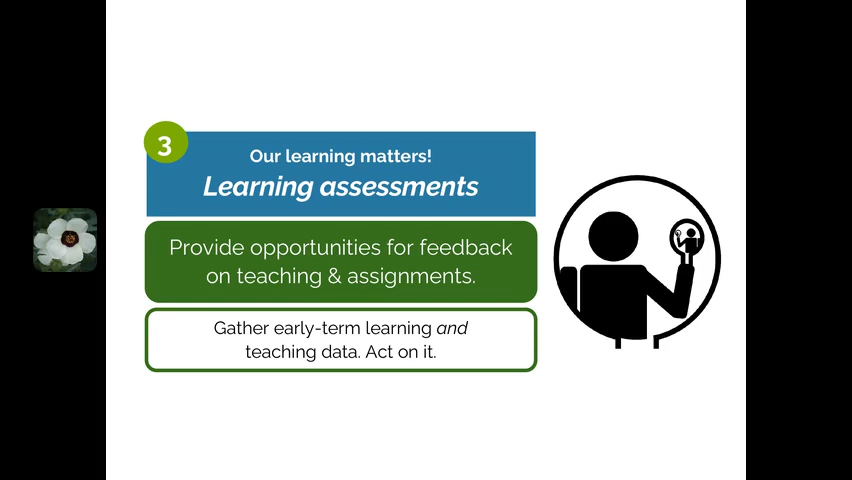 3
Our learning matters!
Learning assessments
Provide opportunities for feedback
on teaching & assignments.
Gather early-term learning and
teaching data. Act on it.